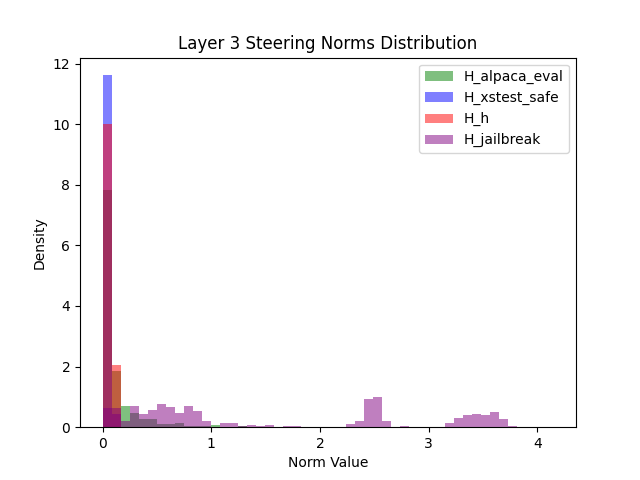 Layer 3 Steering Norms Distribution
H_alpaca_eval
H_xstest_safe
H_h
H_jailbreak
12
10
8
6
4
2
0
Density
0
1
2
3
4
Norm Value